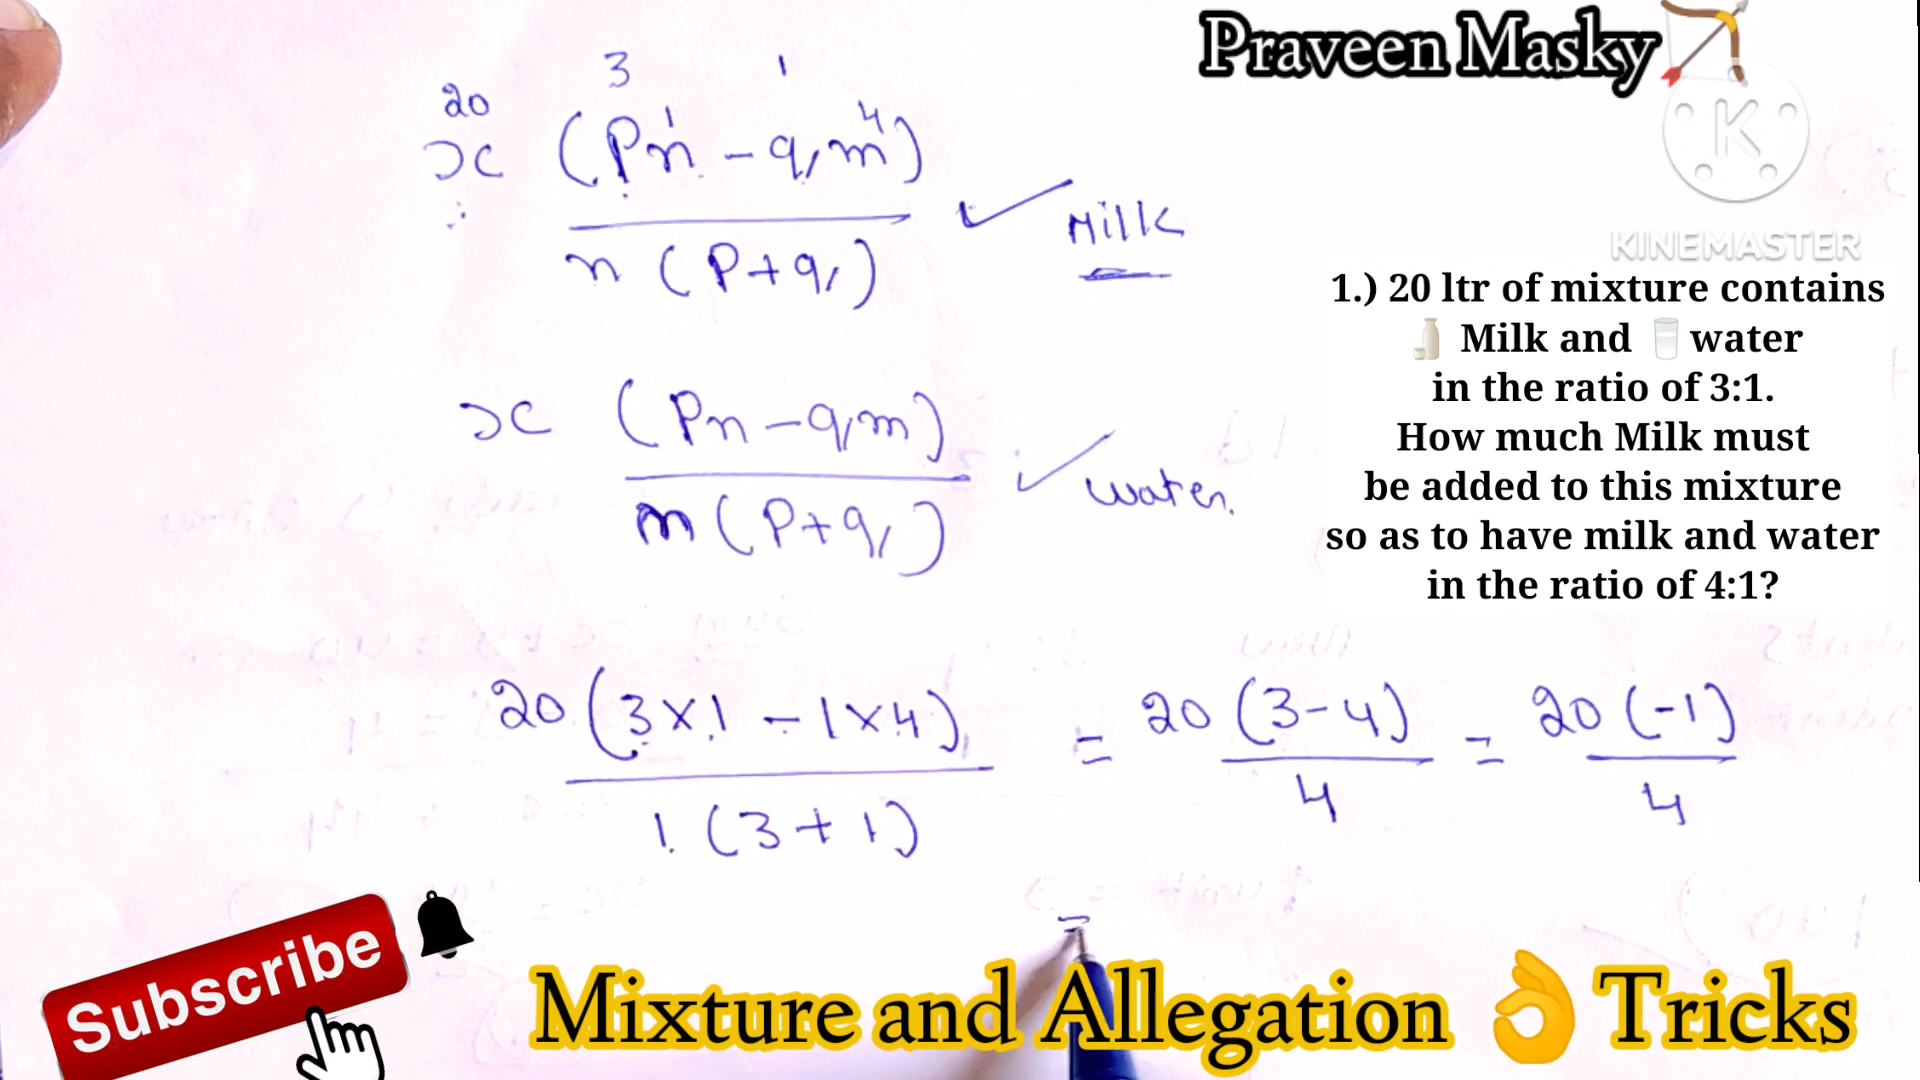 Praveen Masky
K
KINEMASTER
20 3 1
x (Pn¹ - qm⁴)
n (P+q)
Milk
x (Pn - qm)
m (P+q)
water.
1.) 20 ltr of mixture contains
Milk and water
in the ratio of 3:1.
How much Milk must
be added to this mixture
so as to have milk and water
in the ratio of 4:1?
20 (3×1 - 1×4) = 20 (3-4) = 20 (-1)
1 (3+1) 4 4
=
Subscribe
Mixture and Allegation 👌 Tricks